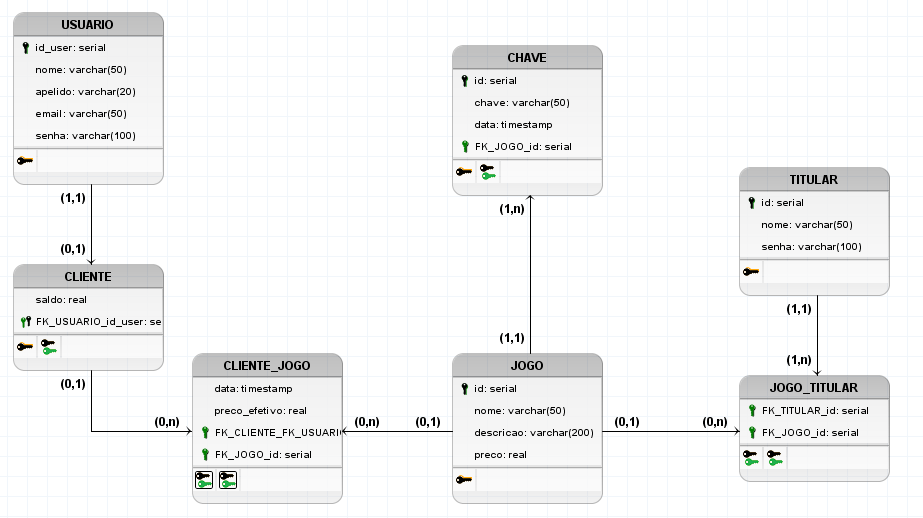 USUARIO
id_user: serial
nome: varchar(50)
apelido: varchar(20)
email: varchar(50)
senha: varchar(100)
(1,1)
(0,1)
CLIENTE
saldo: real
FK_USUARIO_id_user: se
(0,1)
(0,n)
CLIENTE_JOGO
data: timestamp
preco_efetivo: real
FK_CLIENTE_FK_USUARI
FK_JOGO_id: serial
(0,n)
(0,1)
CHAVE
id: serial
chave: varchar(50)
data: timestamp
FK_JOGO_id: serial
(1,n)
(1,1)
JOGO
id: serial
nome: varchar(50)
descricao: varchar(200)
preco: real
(0,1)
(0,n)
TITULAR
id: serial
nome: varchar(50)
senha: varchar(100)
(1,1)
(1,n)
JOGO_TITULAR
FK_TITULAR_id: serial
FK_JOGO_id: serial